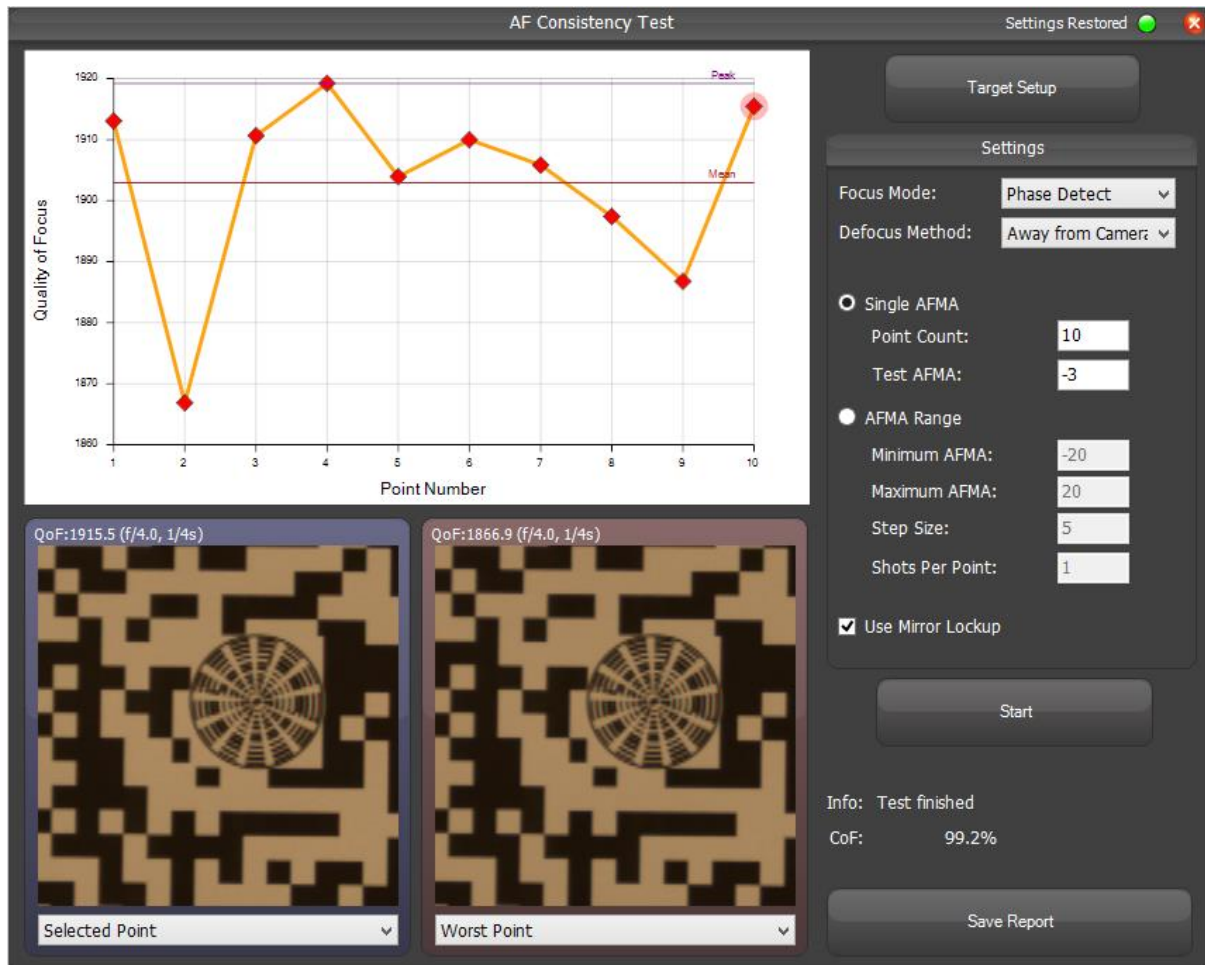 AF Consistency Test
Settings Restored
Peak
Mean
1920
1910
1900
1890
1880
1870
1860
Quality of Focus
1 2 3 4 5 6 7 8 9 10
Point Number
QoF:1915.5 (f/4.0, 1/4s)
Selected Point
QoF:1866.9 (f/4.0, 1/4s)
Worst Point
Target Setup
Settings
Focus Mode: Phase Detect
Defocus Method: Away from Camera
Single AFMA
Point Count: 10
Test AFMA: -3
AFMA Range
Minimum AFMA: -20
Maximum AFMA: 20
Step Size: 5
Shots Per Point: 1
Use Mirror Lockup
Start
Info: Test finished
CoF: 99.2%
Save Report